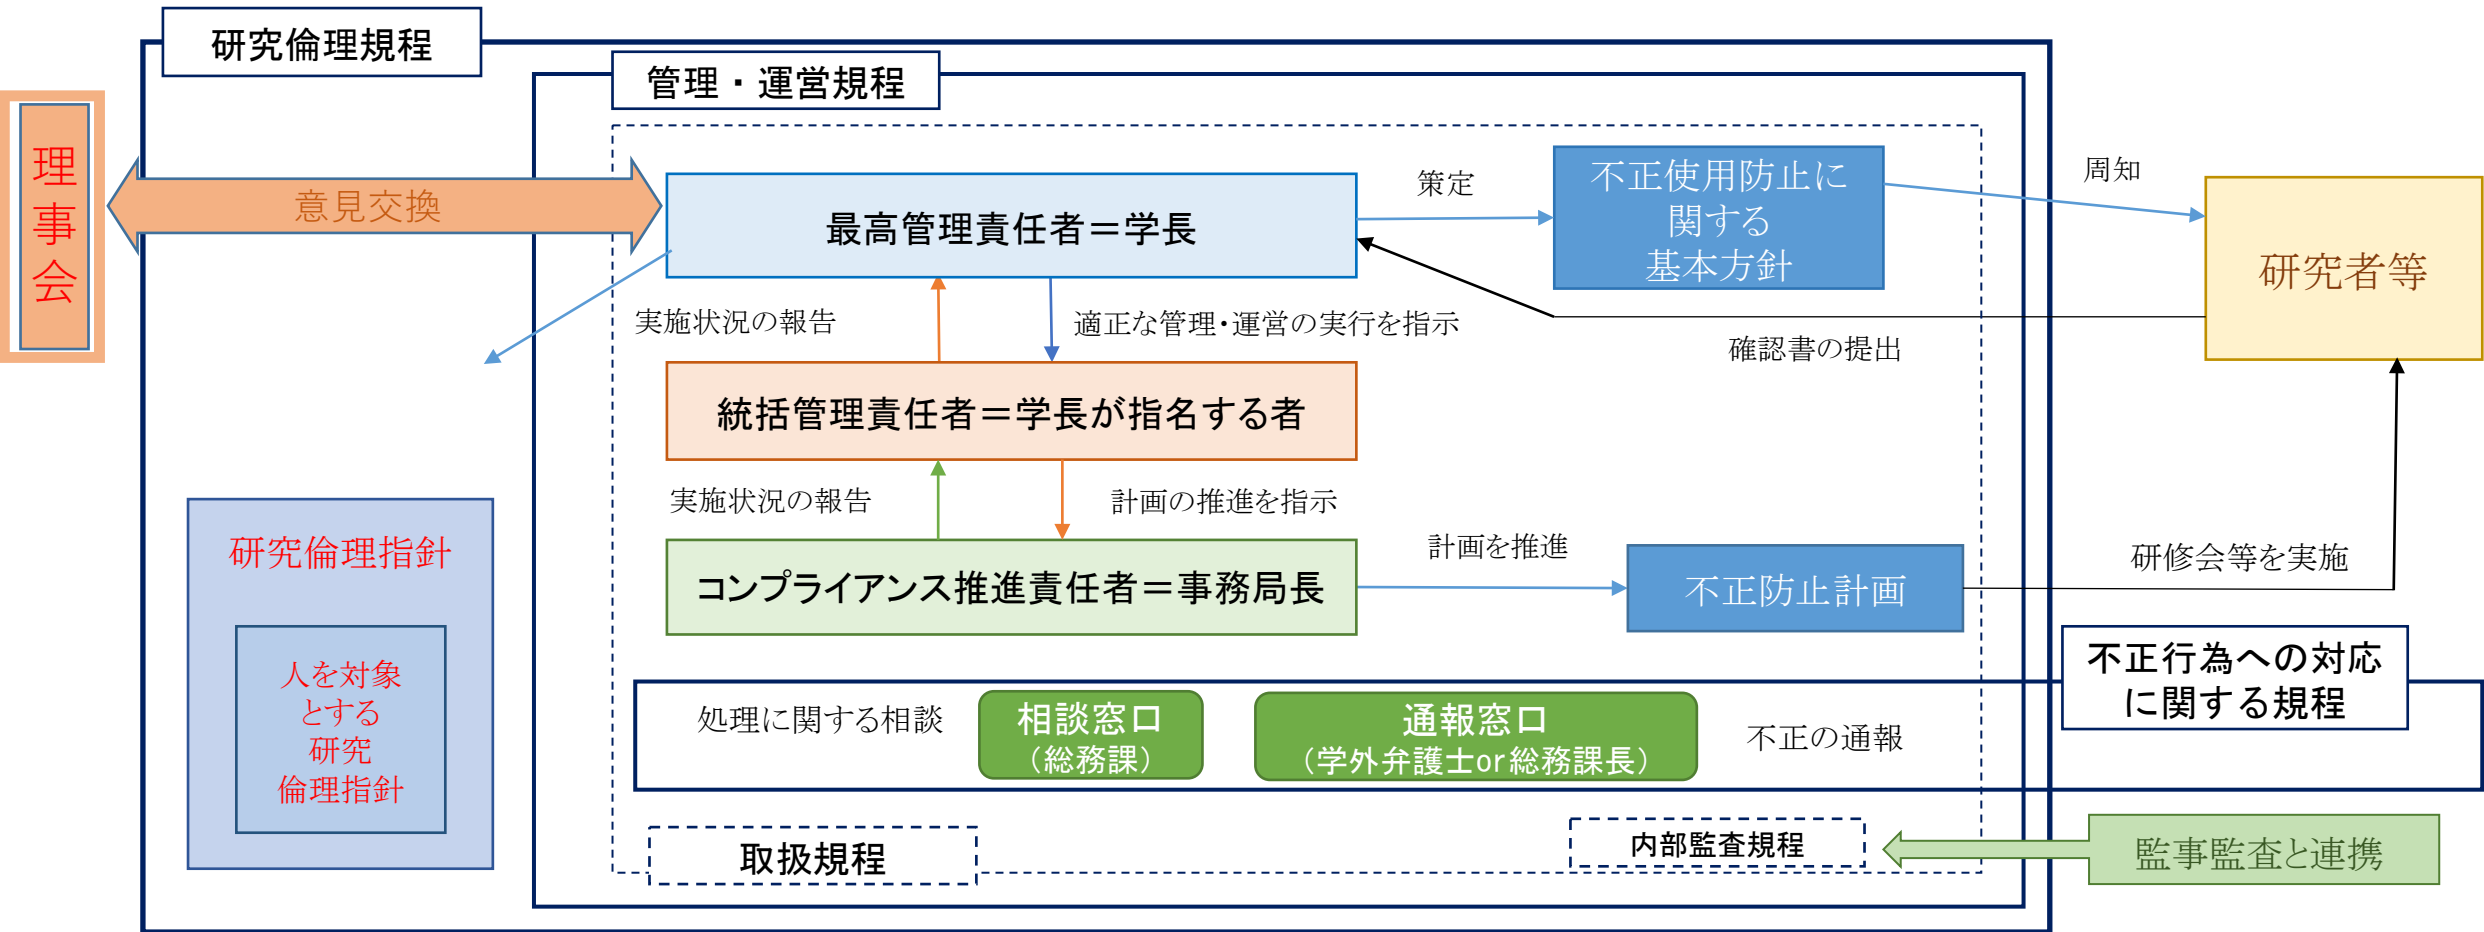 研究倫理規程
管理・運営規程
理事会
意見交換
最高管理責任者＝学長
策定
不正使用防止に
関する
基本方針
周知
研究者等
実施状況の報告
適正な管理・運営の実行を指示
確認書の提出
統括管理責任者＝学長が指名する者
実施状況の報告
計画の推進を指示
コンプライアンス推進責任者＝事務局長
計画を推進
不正防止計画
研修会等を実施
研究倫理指針
人を対象
とする
研究
倫理指針
不正行為への対応
に関する規程
処理に関する相談
相談窓口
（総務課）
通報窓口
（学外弁護士or総務課長）
不正の通報
取扱規程
内部監査規程
監事監査と連携